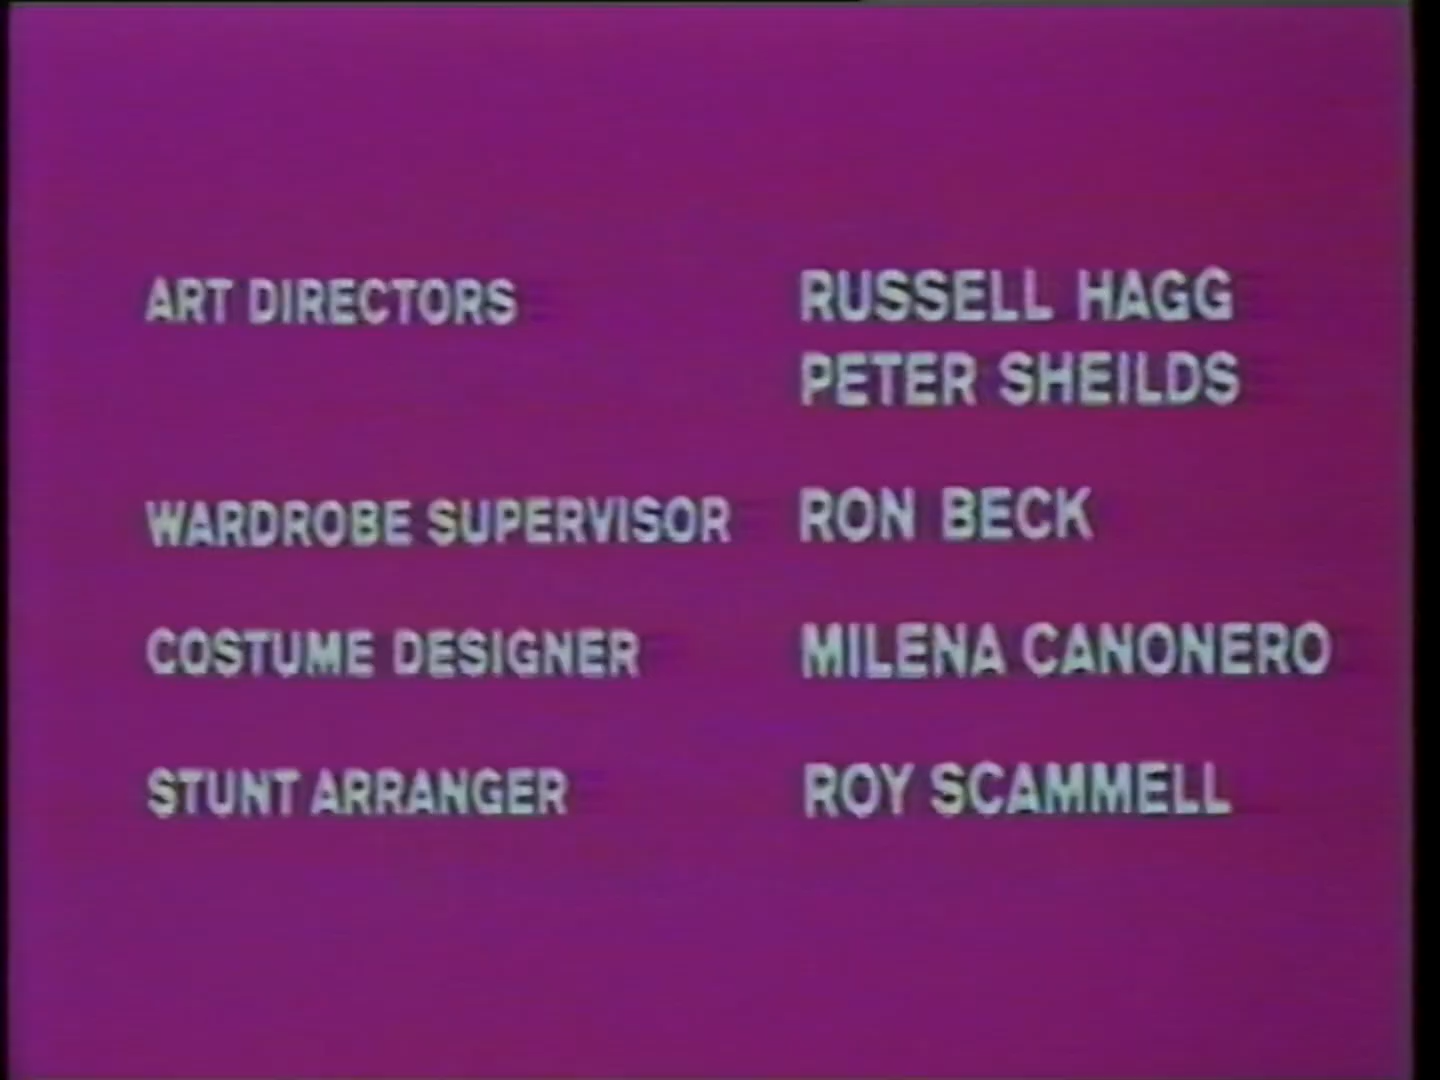 ART DIRECTORS RUSSELL HAGG
PETER SHEILDS
WARDROBE SUPERVISOR RON BECK
COSTUME DESIGNER MILENA CANONERO
STUNT ARRANGER ROY SCAMMELL